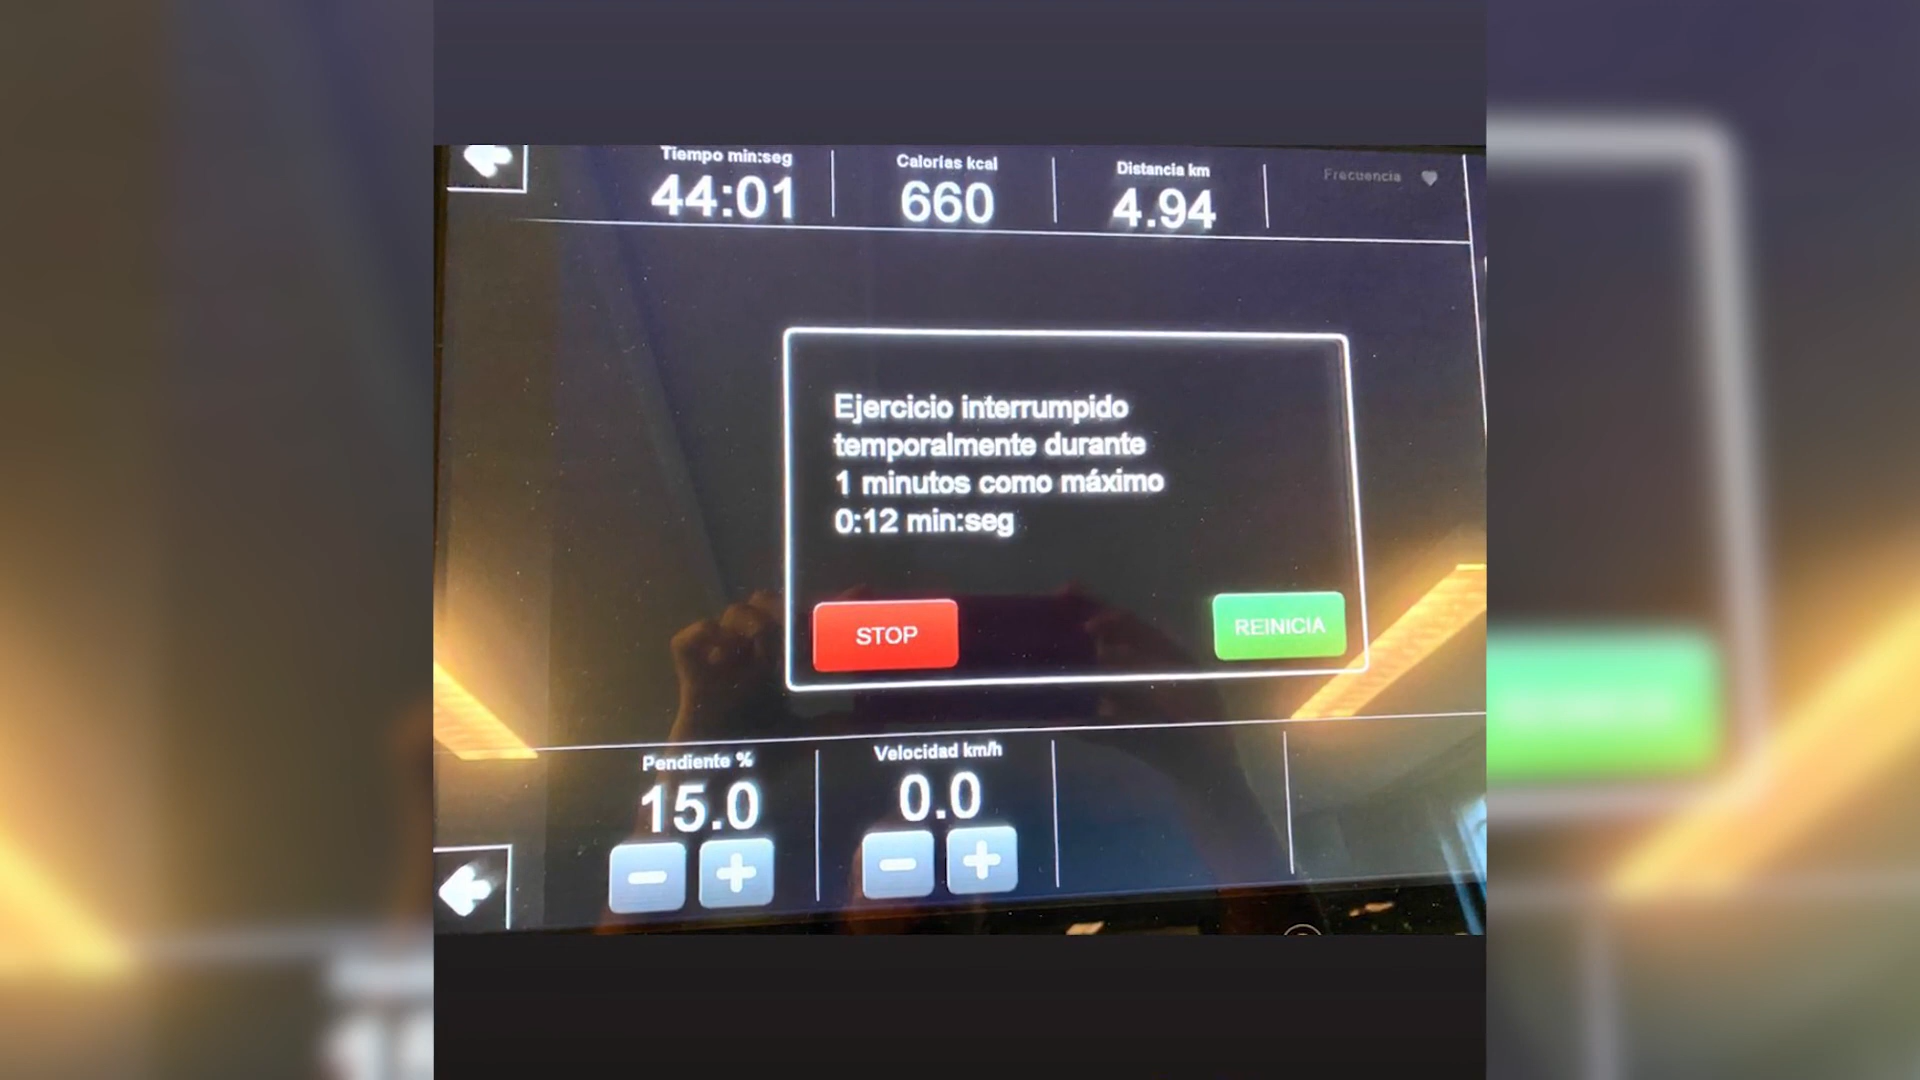 Tiempo min:seg
44:01
Calorías kcal
660
Distancia km
4.94
Frecuencia
Ejercicio interrumpido
temporalmente durante
1 minutos como máximo
0:12 min:seg
STOP
REINICIA
Pendiente %
15.0
Velocidad km/h
0.0